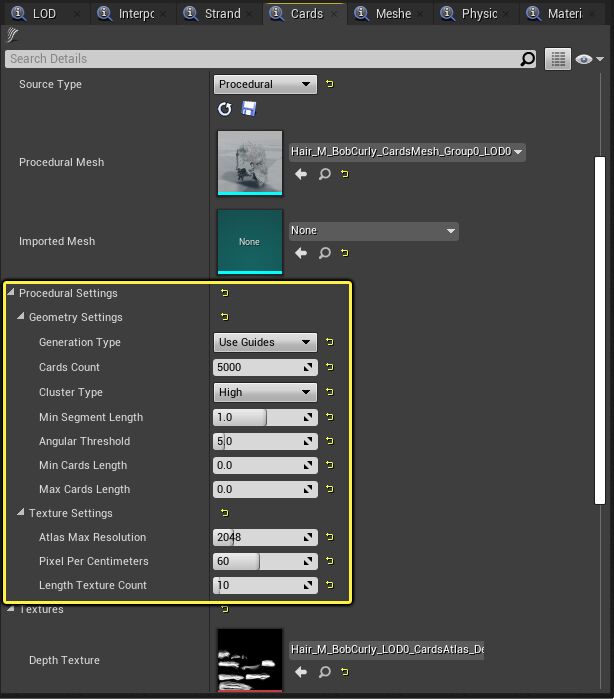 LOD Interpo Strand Cards Meshe Physic Materi
Search Details
Source Type Procedural
Procedural Mesh Hair_M_BobCurly_CardsMesh_Group0_LOD0
Imported Mesh None None
Procedural Settings
Geometry Settings
Generation Type Use Guides
Cards Count 5000
Cluster Type High
Min Segment Length 1.0
Angular Threshold 5.0
Min Cards Length 0.0
Max Cards Length 0.0
Texture Settings
Atlas Max Resolution 2048
Pixel Per Centimeters 60
Length Texture Count 10
Textures
Depth Texture Hair_M_BobCurly_LOD0_CardsAtlas_De